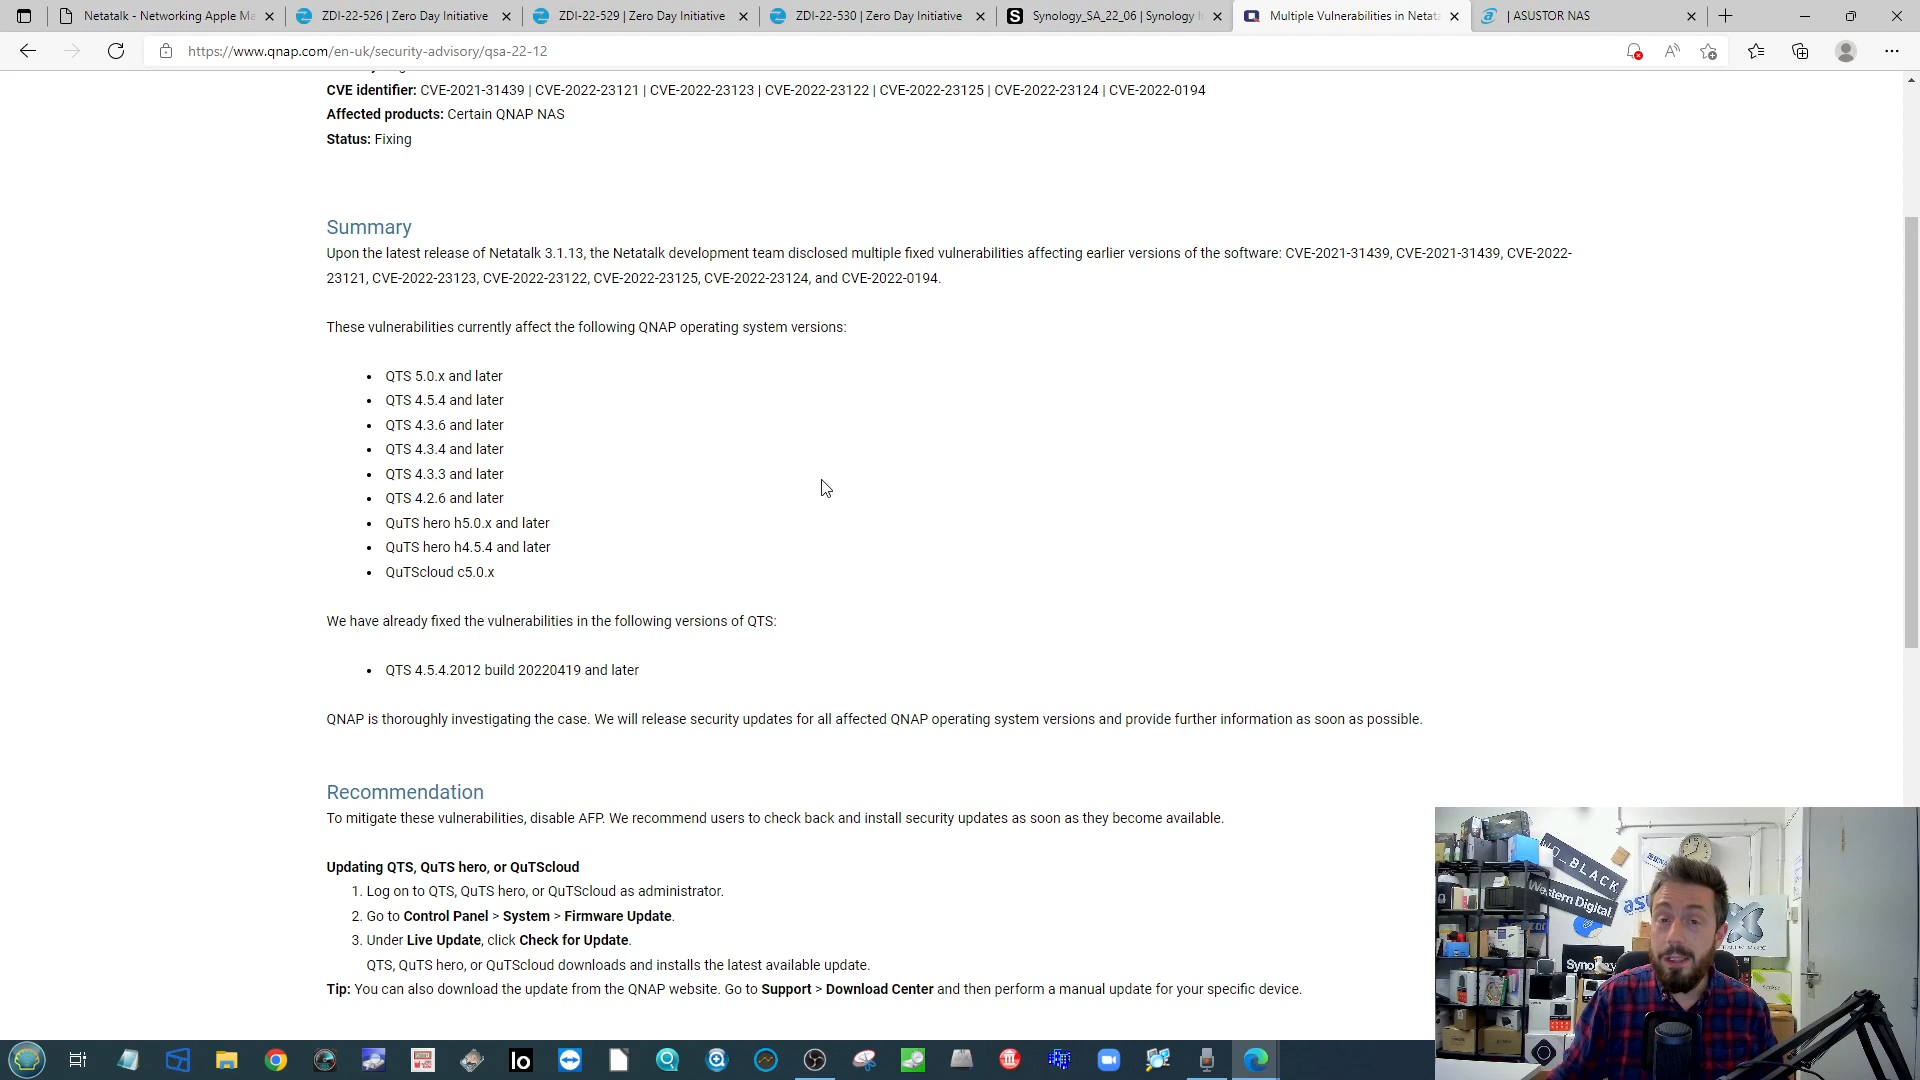 Netatalk - Networking Apple Ma
ZDI-22-526 | Zero Day Initiative
ZDI-22-529 | Zero Day Initiative
ZDI-22-530 | Zero Day Initiative
Synology_SA_22_06 | Synology
Multiple Vulnerabilities in Netata
| ASUSTOR NAS
https://www.qnap.com/en-uk/security-advisory/qsa-22-12
CVE identifier: CVE-2021-31439 | CVE-2022-23121 | CVE-2022-23123 | CVE-2022-23122 | CVE-2022-23125 | CVE-2022-23124 | CVE-2022-0194
Affected products: Certain QNAP NAS
Status: Fixing
Summary
Upon the latest release of Netatalk 3.1.13, the Netatalk development team disclosed multiple fixed vulnerabilities affecting earlier versions of the software: CVE-2021-31439, CVE-2021-31439, CVE-2022-
23121, CVE-2022-23123, CVE-2022-23122, CVE-2022-23125, CVE-2022-23124, and CVE-2022-0194.
These vulnerabilities currently affect the following QNAP operating system versions:
• QTS 5.0.x and later
• QTS 4.5.4 and later
• QTS 4.3.6 and later
• QTS 4.3.4 and later
• QTS 4.3.3 and later
• QTS 4.2.6 and later
• QuTS hero h5.0.x and later
• QuTS hero h4.5.4 and later
• QuTScloud c5.0.x
We have already fixed the vulnerabilities in the following versions of QTS:
• QTS 4.5.4.2012 build 20220419 and later
QNAP is thoroughly investigating the case. We will release security updates for all affected QNAP operating system versions and provide further information as soon as possible.
Recommendation
To mitigate these vulnerabilities, disable AFP. We recommend users to check back and install security updates as soon as they become available.
Updating QTS, QuTS hero, or QuTScloud
1. Log on to QTS, QuTS hero, or QuTScloud as administrator.
2. Go to Control Panel > System > Firmware Update.
3. Under Live Update, click Check for Update.
QTS, QuTS hero, or QuTScloud downloads and installs the latest available update.
Tip: You can also download the update from the QNAP website. Go to Support > Download Center and then perform a manual update for your specific device.
_BLACK
Western Digital.
Synology